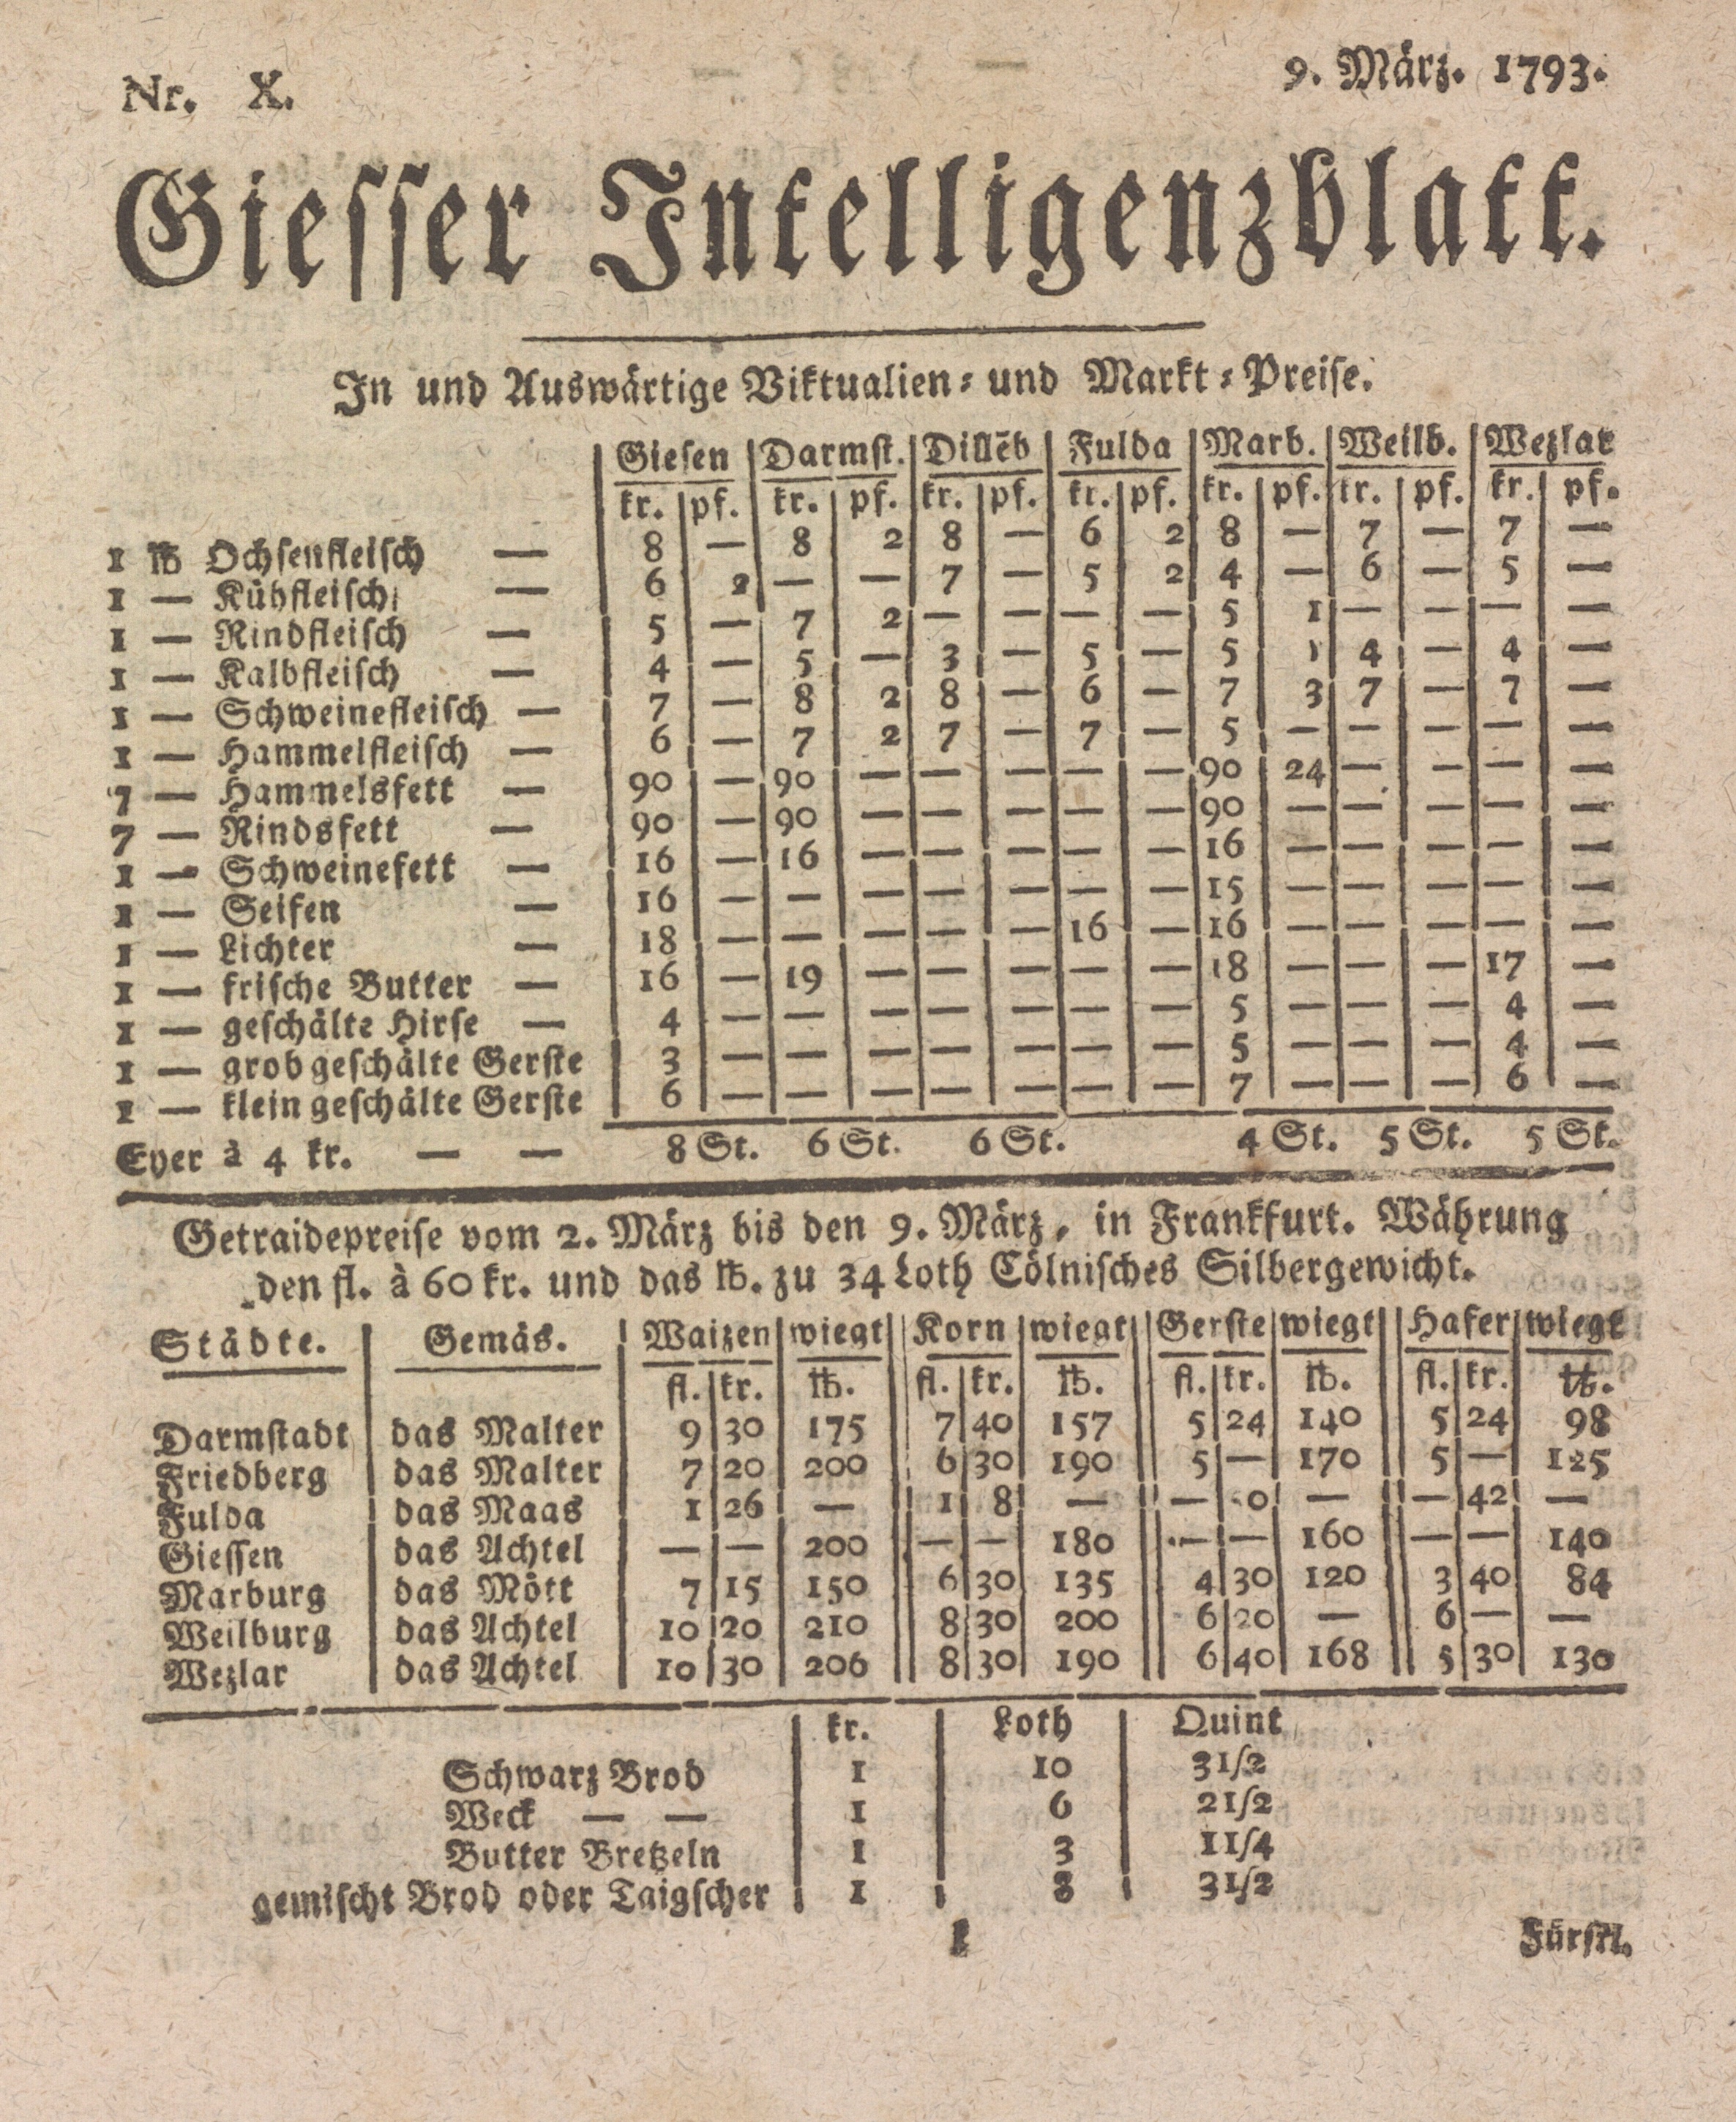 Nr. X. 9. März. 1793.
Giesser Intelligenzblatt.
In und Auswärtige Viktualien- und Markt-Preise.
Giesen Darmst. Dillēb Fulda Marb. Weilb. Wezlar
kr. pf. kr. pf. kr. pf. kr. pf. kr. pf. kr. pf. kr. pf.
1 ℔ Ochsenfleisch — 8 — 8 2 8 — 6 2 8 — 7 — 7 —
1 — Kühfleisch — 6 2 — — 7 — 5 2 4 — 6 — 5 —
1 — Rindfleisch — 5 — 7 2 — — — — 5 1 — — — —
1 — Kalbfleisch — 4 — 5 — 3 — 5 — 5 1 4 — 4 —
1 — Schweinefleisch — 7 — 8 2 8 — 6 — 7 3 7 — 7 —
1 — Hammelfleisch — 6 — 7 2 7 — 7 — 5 — — — — —
7 — Hammelsfett — 90 — 90 — — — — — 90 24 — — — —
7 — Rindsfett — 90 — 90 — — — — — 90 — — — — —
1 — Schweinefett — 16 — 16 — — — — — 16 — — — — —
1 — Seifen — 16 — — — — — — — 15 — — — — —
1 — Lichter — 18 — — — — — 16 — 16 — — — — —
1 — frische Butter — 16 — 19 — — — — — 18 — — — 17 —
1 — geschälte Hirse — 4 — — — — — — — 5 — — — 4 —
1 — grob geschälte Gerste 3 — — — — — — — 5 — — — 4 —
1 — klein geschälte Gerste 6 — — — — — — — 7 — — — 6 —
Eyer à 4 kr. — — 8 St. 6 St. 6 St. 4 St. 5 St. 5 St.
Getraidepreise vom 2. März bis den 9. März, in Frankfurt. Währung
den fl. à 60 kr. und das ℔. zu 34 Loth Cölnisches Silbergewicht.
Städte. Gemäs. Waizen wiegt Korn wiegt Gerste wiegt Hafer wiegt
fl. kr. ℔. fl. kr. ℔. fl. kr. ℔. fl. kr. ℔.
Darmstadt das Malter 9 30 175 7 40 157 5 24 140 5 24 98
Friedberg das Malter 7 20 200 6 30 190 5 — 170 5 — 125
Fulda das Maas 1 26 — 1 8 — — 0 — — 42 —
Giessen das Achtel — — 200 — — 180 — — 160 — — 140
Marburg das Mött 7 15 150 6 30 135 4 30 120 3 40 84
Weilburg das Achtel 10 20 210 8 30 200 6 20 — 6 — —
Wezlar das Achtel 10 30 206 8 30 190 6 40 168 5 30 130
kr. Loth Quint
Schwarz Brod 1 10 3 1/2
Weck — — 1 6 2 1/2
Butter Bretzeln 1 3 1 1/4
gemischt Brod oder Taigscher 1 8 3 1/2
Fürstl.